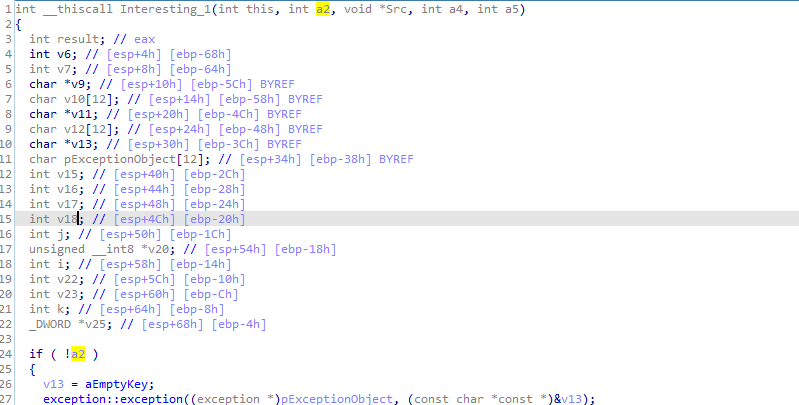 1 int __thiscall Interesting_1(int this, int a2, void *Src, int a4, int a5)
2 {
3 int result; // eax
4 int v6; // [esp+4h] [ebp-68h]
5 int v7; // [esp+8h] [ebp-64h]
6 char *v9; // [esp+10h] [ebp-5Ch] BYREF
7 char v10[12]; // [esp+14h] [ebp-58h] BYREF
8 char *v11; // [esp+20h] [ebp-4Ch] BYREF
9 char v12[12]; // [esp+24h] [ebp-48h] BYREF
10 char *v13; // [esp+30h] [ebp-3Ch] BYREF
11 char pExceptionObject[12]; // [esp+34h] [ebp-38h] BYREF
12 int v15; // [esp+40h] [ebp-2Ch]
13 int v16; // [esp+44h] [ebp-28h]
14 int v17; // [esp+48h] [ebp-24h]
15 int v18; // [esp+4Ch] [ebp-20h]
16 int j; // [esp+50h] [ebp-1Ch]
17 unsigned __int8 *v20; // [esp+54h] [ebp-18h]
18 int i; // [esp+58h] [ebp-14h]
19 int v22; // [esp+5Ch] [ebp-10h]
20 int v23; // [esp+60h] [ebp-Ch]
21 int k; // [esp+64h] [ebp-8h]
22 _DWORD *v25; // [esp+68h] [ebp-4h]
23
24 if ( !a2 )
25 {
26 v13 = aEmptyKey;
27 exception::exception((exception *)pExceptionObject, (const char *const *)&v13);